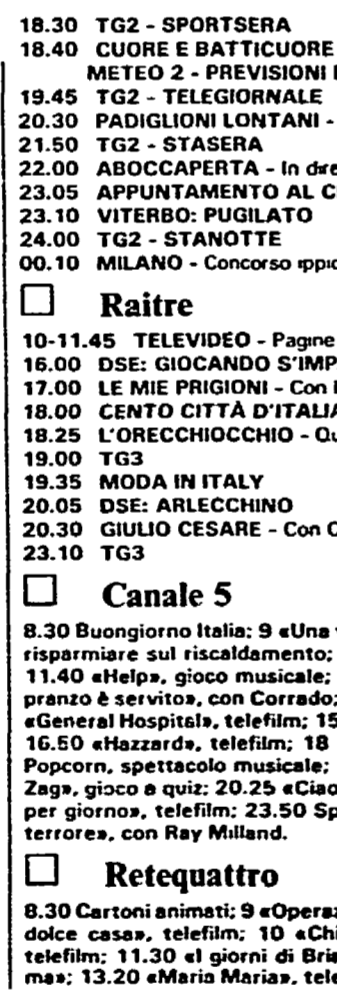 18.30 TG2 - SPORTSERA
18.40 CUORE E BATTICUORE
METEO 2 - PREVISIONI
19.45 TG2 - TELEGIORNALE
20.30 PADIGLIONI LONTANI -
21.50 TG2 - STASERA
22.00 ABOCCAPERTA - In
23.05 APPUNTAMENTO AL
23.10 VITERBO: PUGILATO
24.00 TG2 - STANOTTE
00.10 MILANO - Concorso
Raitre
10-11.45 TELEVIDEO - Pagine
16.00 DSE: GIOCANDO S'IMP
17.00 LE MIE PRIGIONI - Con
18.00 CENTO CITTÀ D'ITALIA
18.25 L'ORECCHIOCCHIO - Qu
19.00 TG3
19.35 MODA IN ITALY
20.05 DSE: ARLECCHINO
20.30 GIULIO CESARE - Con
23.10 TG3
Canale 5
8.30 Buongiorno Italia; 9 «Una
risparmiare sul riscaldamento;
11.40 «Help», gioco musicale;
pranzo è servito», con Corrado;
«General Hospital», telefilm; 15
16.50 «Hazzard», telefilm; 18
Popcorn, spettacolo musicale;
Zag», gioco a quiz; 20.25 «Ciao
per giorno», telefilm; 23.50 Sp
terrore», con Ray Milland.
Retequattro
8.30 Cartoni animati; 9 «Opera
dolce casa», telefilm; 10 «Chi
telefilm; 11.30 «I giorni di Bria
ma»; 13.20 «Maria Maria», tele